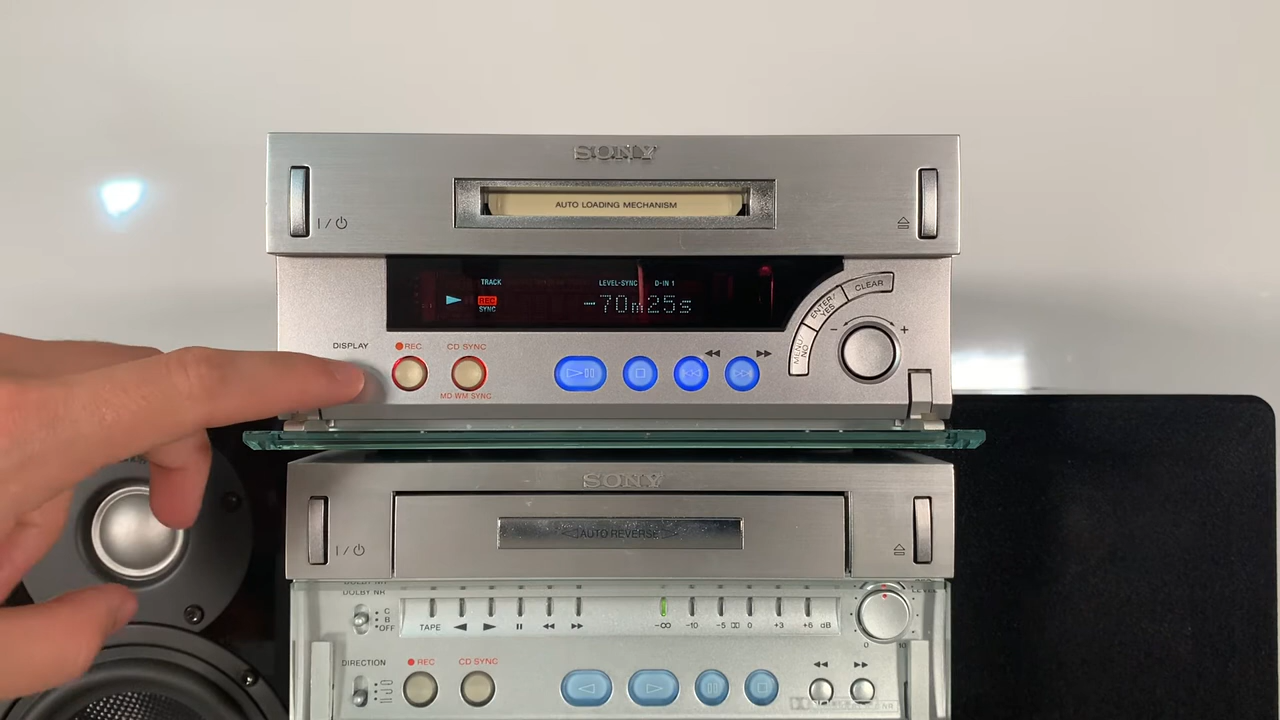 SONY
AUTO LOADING MECHANISM
TRACK LEVEL-SYNC D-IN 1
REC
SYNC
-70m25s
CLEAR
ENTER/YES
MENU/NO
DISPLAY REC CD SYNC
MD WM SYNC
SONY
AUTO REVERSE
DOLBY NR
C
B
OFF
TAPE -∞ -10 -5 0 +3 +6 dB
0 10
DIRECTION REC CD SYNC